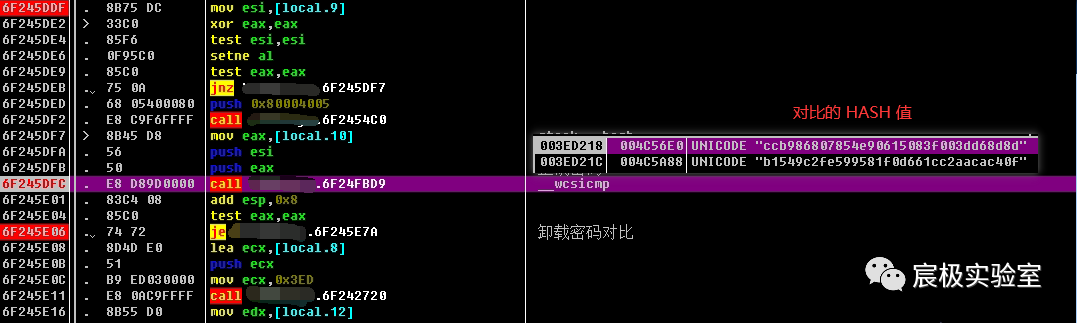 6F245DDF . 8B75 DC mov esi,[local.9]
6F245DE2 > 33C0 xor eax,eax
6F245DE4 . 85F6 test esi,esi
6F245DE6 . 0F95C0 setne al
6F245DE9 . 85C0 test eax,eax
6F245DEB . 75 0A jnz .6F245DF7
6F245DED . 68 05400080 push 0x80004005
6F245DF2 . E8 C9F6FFFF call .6F2454C0
6F245DF7 > 8B45 D8 mov eax,[local.10]
6F245DFA . 56 push esi
6F245DFB . 50 push eax
6F245DFC . E8 D89D0000 call .6F24FBD9 __wcsicmp
6F245E01 . 83C4 08 add esp,0x8
6F245E04 . 85C0 test eax,eax
6F245E06 . 74 72 je .6F245E7A 卸载密码对比
6F245E08 . 8D4D E0 lea ecx,[local.8]
6F245E0B . 51 push ecx
6F245E0C . B9 ED030000 mov ecx,0x3ED
6F245E11 . E8 0AC9FFFF call .6F242720
6F245E16 . 8B55 D0 mov edx,[local.12]
对比的 HASH 值
003ED218 004C56E0 UNICODE "ccb986807854e90615083f003dd68d8d"
003ED21C 004C5A88 UNICODE "b1549c2fe599581f0d661cc2aacac40f"
宸极实验室